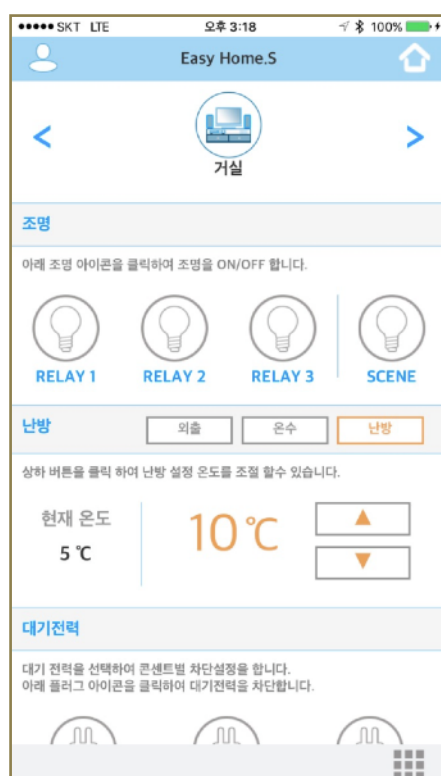 SKT LTE 오후 3:18 100%
Easy Home.S
< >
거실
조명
아래 조명 아이콘을 클릭하여 조명을 ON/OFF 합니다.
RELAY 1 RELAY 2 RELAY 3 SCENE
난방 외출 온수 난방
상하 버튼을 클릭 하여 난방 설정 온도를 조절 할수 있습니다.
현재 온도 10 ℃
5 ℃
대기전력
대기 전력을 선택하여 콘센트별 차단설정을 합니다.
아래 플러그 아이콘을 클릭하여 대기전력을 차단합니다.